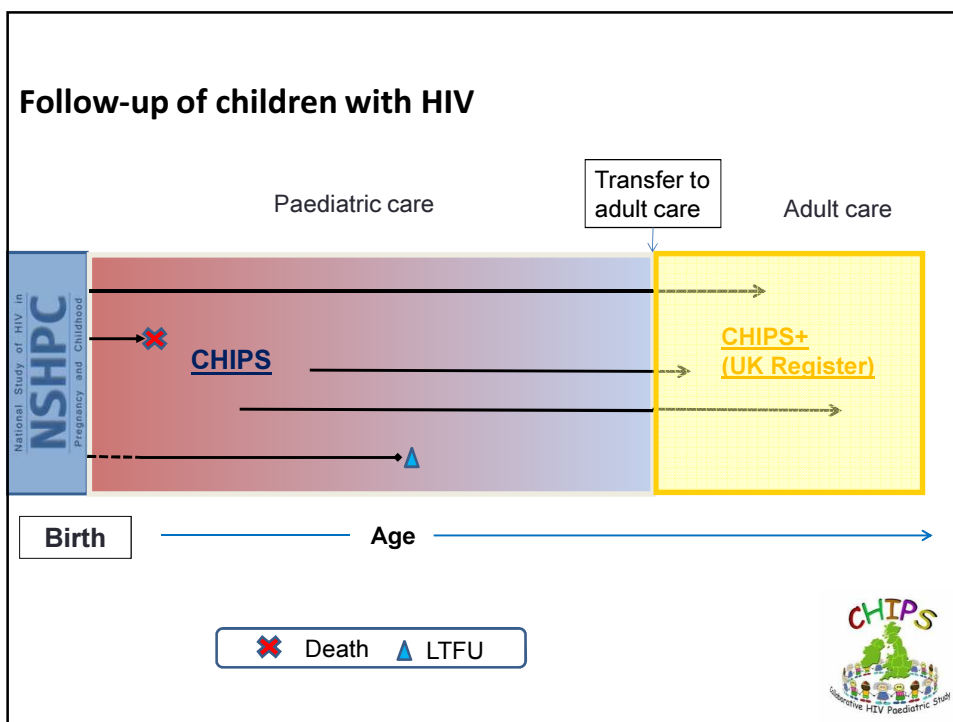 Follow-up of children with HIV
Paediatric care
Transfer to
adult care
Adult care
National Study of HIV in
NSHPC
Pregnancy and Childhood
CHIPS
CHIPS+
(UK Register)
Birth
Age
Death
LTFU
CHIPS
Collaborative HIV Paediatric Study